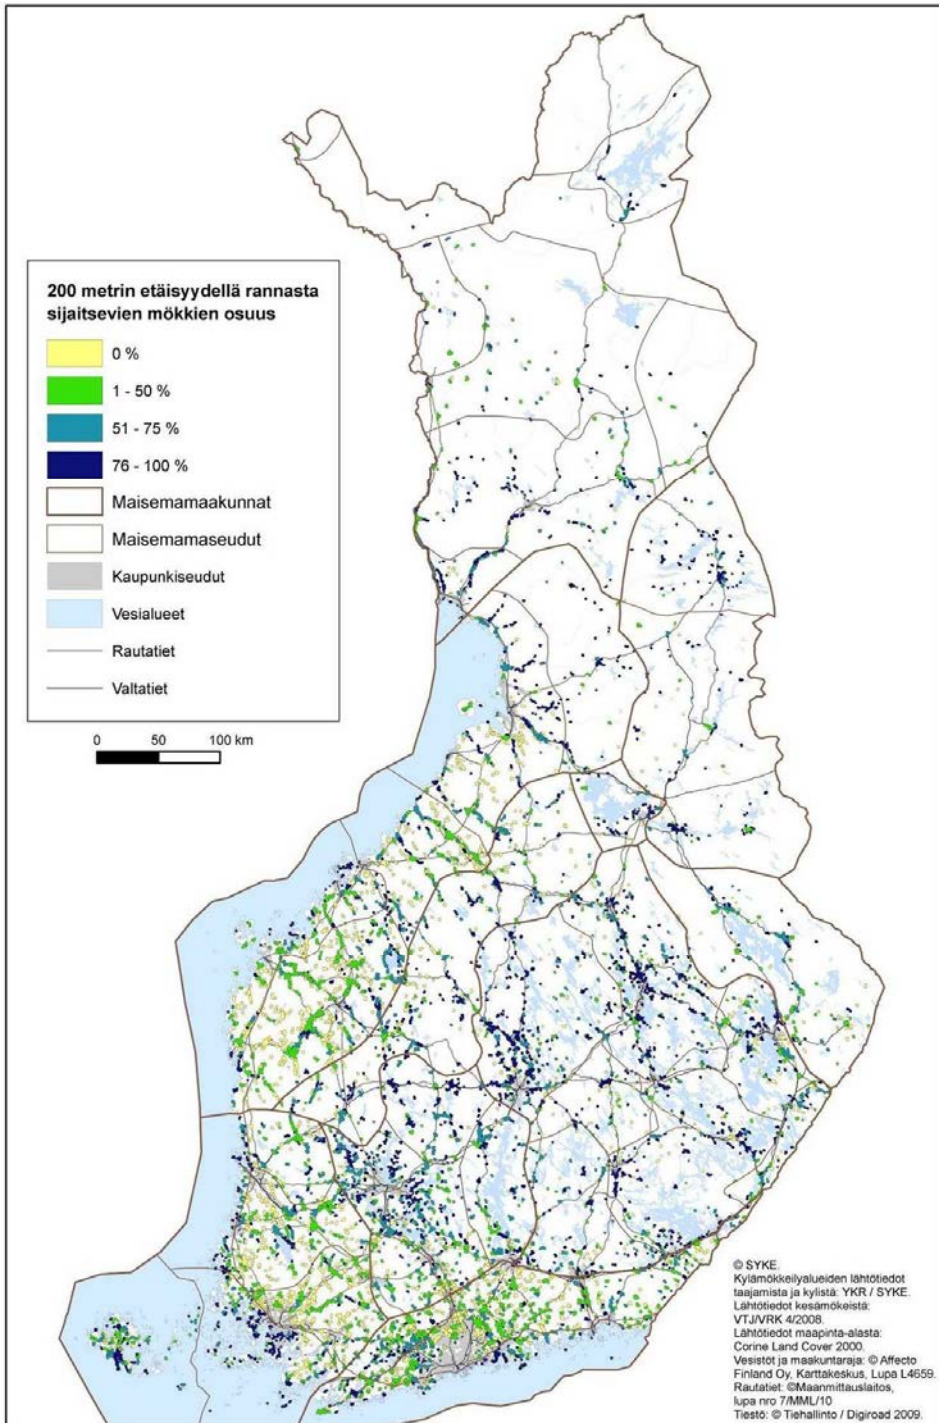 200 metrin etäisyydellä rannasta
sijaitsevien mökkien osuus
0 %
1 - 50 %
51 - 75 %
76 - 100 %
Maisemamaakunnat
Maisemamaseudut
Kaupunkiseudut
Vesialueet
Rautatiet
Valtatiet
0 50 100 km
© SYKE.
Kylämökkeilyalueiden lähtötiedot
taajamista ja kylistä: YKR / SYKE.
Lähtötiedot kesämökeistä:
VTJ/VRK 4/2008.
Lähtötiedot maapinta-alasta:
Corine Land Cover 2000.
Vesistöt ja maakuntaraja: © Affecto
Finland Oy, Karttakeskus, Lupa L4659.
Rautatiet: ©Maanmittauslaitos,
lupa nro 7/MML/10
Tiestö: © Tiehallinto / Digiroad 2009.